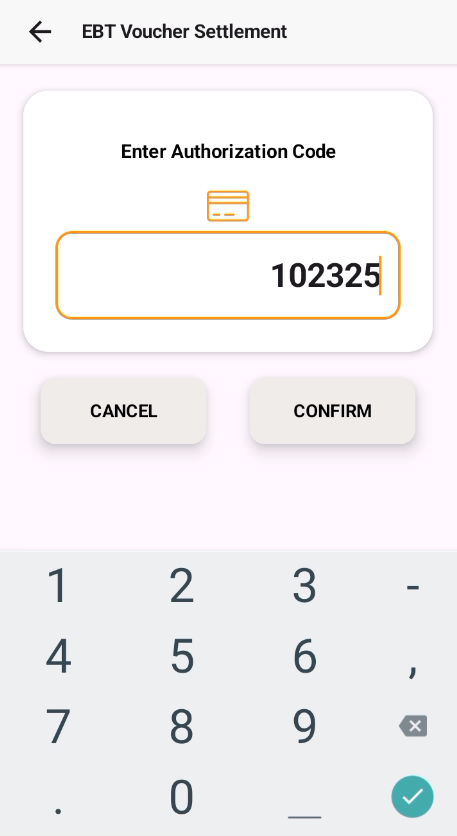 EBT Voucher Settlement
Enter Authorization Code
102325
CANCEL CONFIRM
1 2 3 -
4 5 6 ,
7 8 9
. 0 _